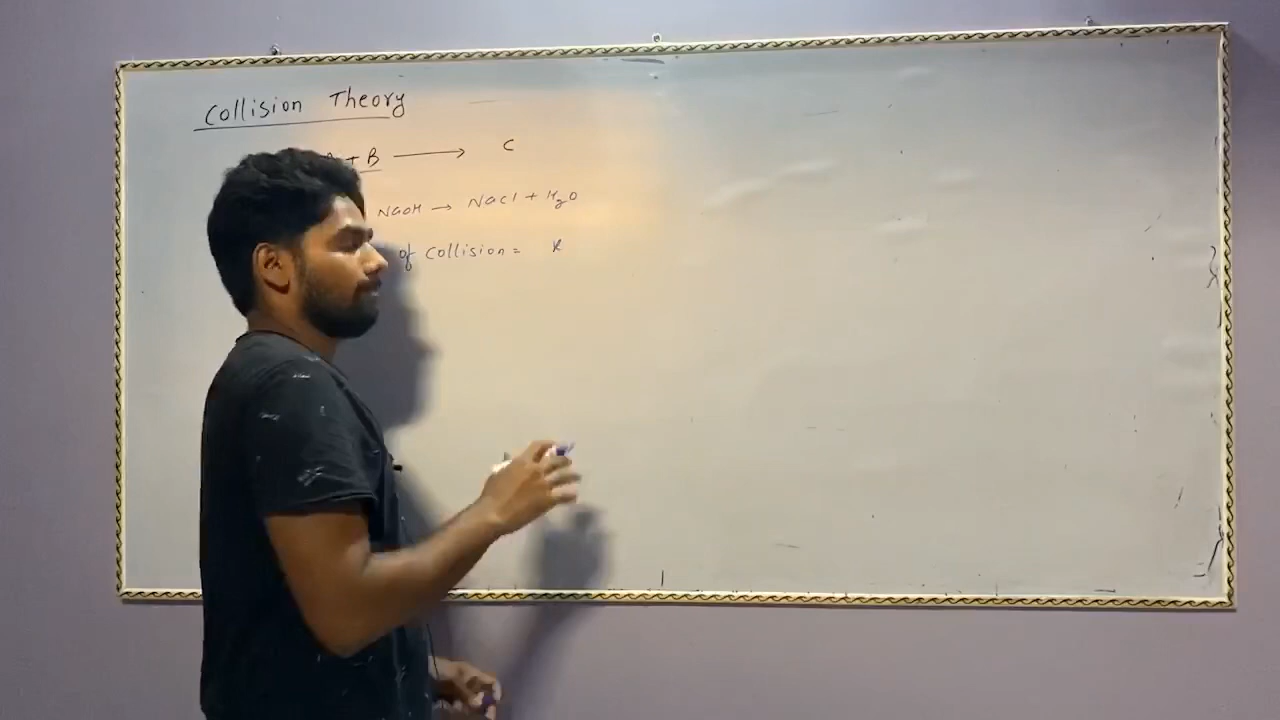 Collision Theory
A + B ⟶ C
NaOH → NaCl + H₂O
of Collision =